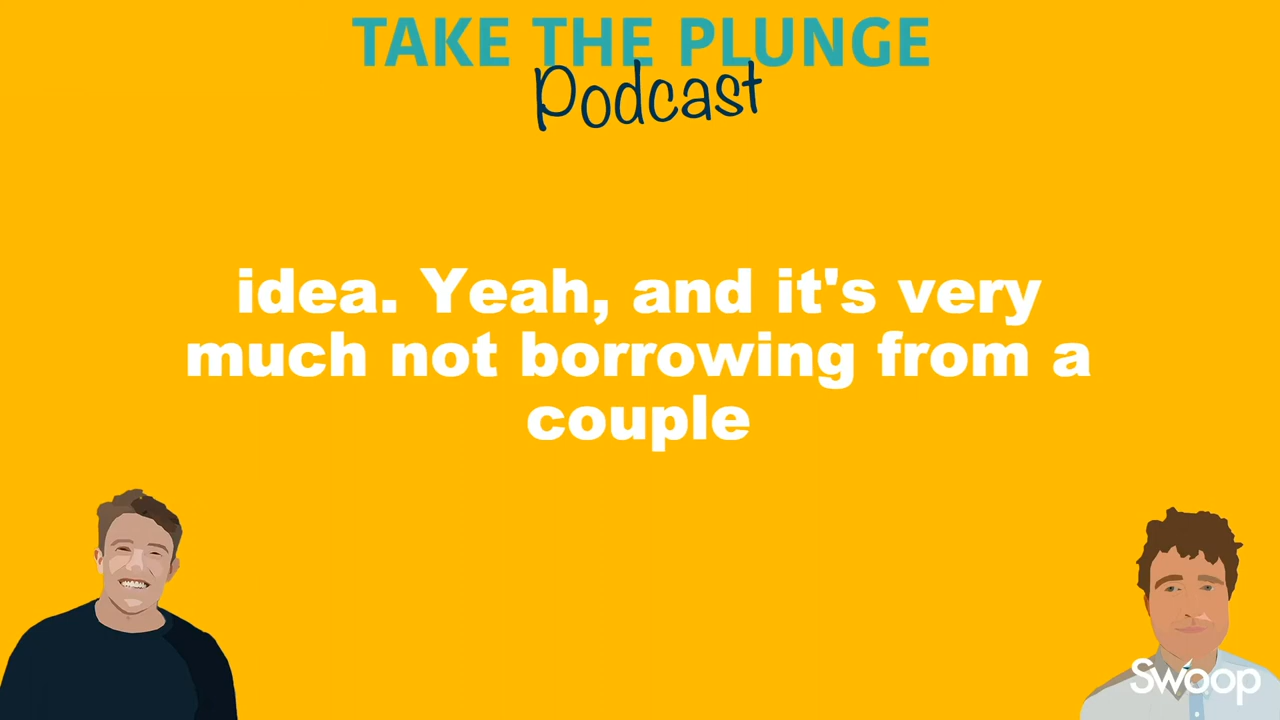 TAKE THE PLUNGE
Podcast
idea. Yeah, and it's very
much not borrowing from a
couple
Swoop